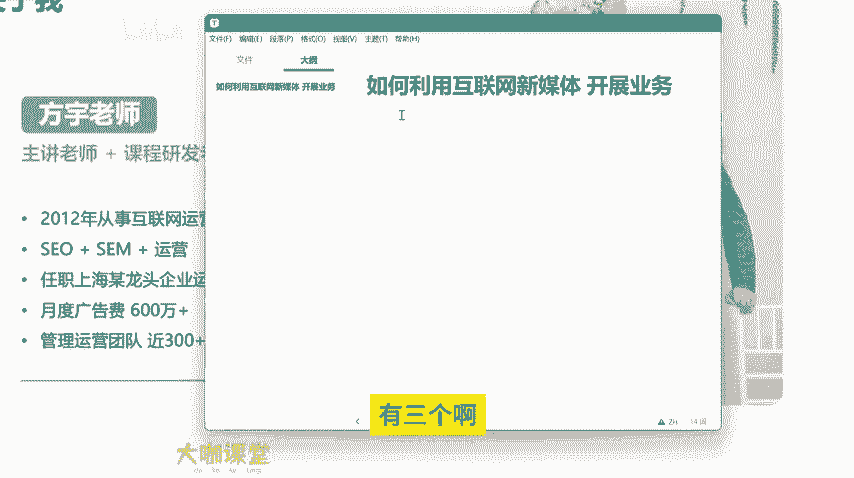 方宇老师
主讲老师 + 课程研发
2012年从事互联网运营
SEO + SEM + 运营
任职上海某龙头企业运
月度广告费 600万+
管理运营团队 近300+
文件(F) 编辑(E) 段落(P) 格式(O) 视图(V) 主题(T) 帮助(H)
文件 大纲
如何利用互联网新媒体 开展业务
如何利用互联网新媒体 开展业务
有三个啊
14 词
大咖课堂